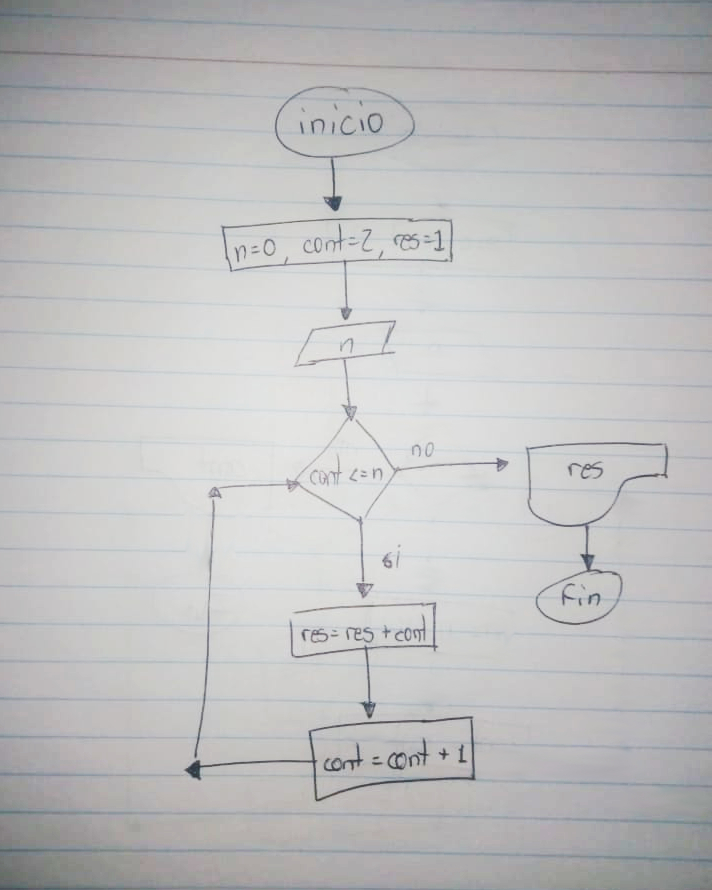 inicio
n=0, cont=2, res=1
n
cont <= n
no
res
si
Fin
res=res+cont
cont = cont + 1